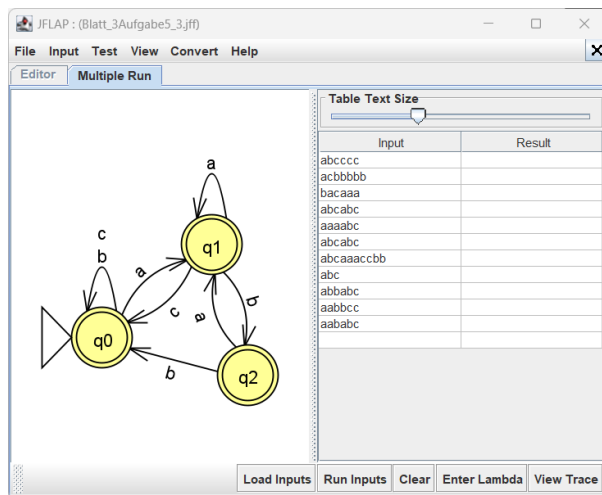 JFLAP : (Blatt_3Aufgabe5_3.jff)
File Input Test View Convert Help
Editor Multiple Run
Table Text Size
Input Result
abcccc
acbbbbb
bacaaa
abcabc
aaaabc
abcabc
abcaaaccbb
abc
abbabc
aabbcc
aababc
a
q1
c
b
a
c
a
b
q0
q2
b
Load Inputs Run Inputs Clear Enter Lambda View Trace